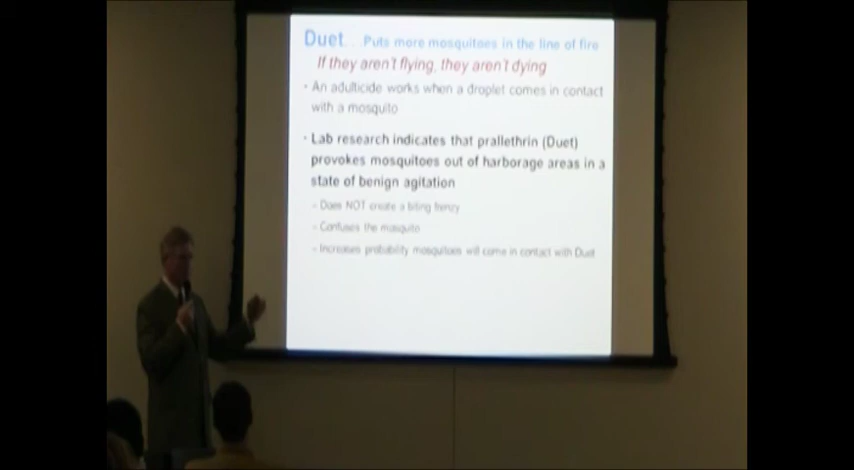 Duet... Puts more mosquitoes in the line of fire
If they aren't flying, they aren't dying
• An adulticide works when a droplet comes in contact
with a mosquito
• Lab research indicates that prallethrin (Duet)
provokes mosquitoes out of harborage areas in a
state of benign agitation
– Does NOT create a biting frenzy
– Confuses the mosquito
– Increases probability mosquitoes will come in contact with Duet